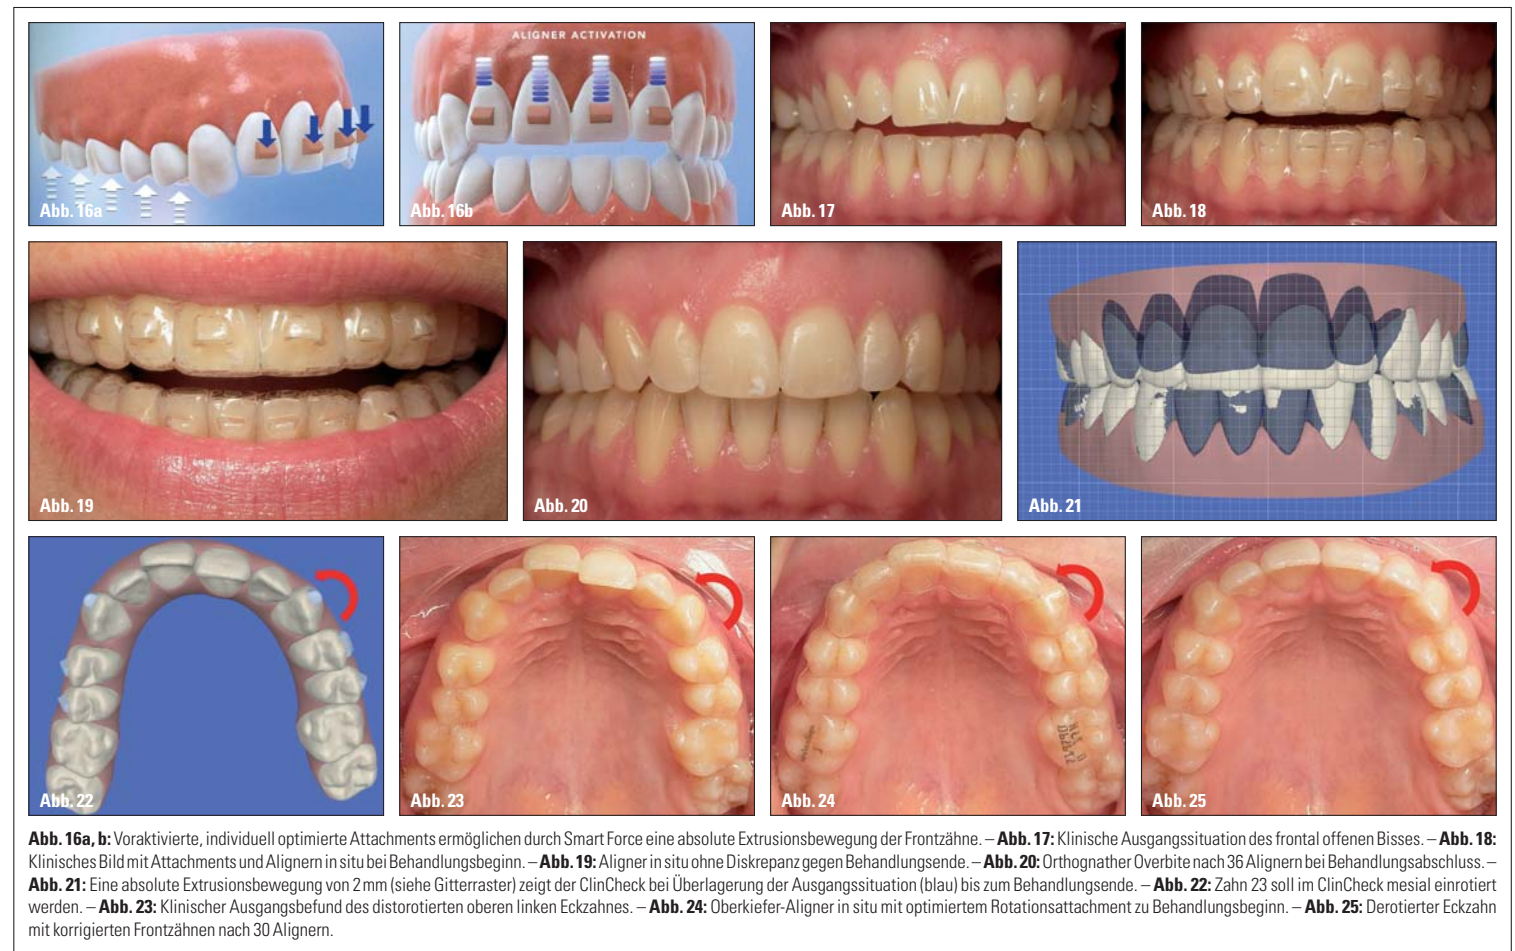 ALIGNER ACTIVATION
Abb. 16a
Abb. 16b
Abb. 17
Abb. 18
Abb. 19
Abb. 20
Abb. 21
Abb. 22
Abb. 23
Abb. 24
Abb. 25
Abb. 16a, b: Voraktivierte, individuell optimierte Attachments ermöglichen durch Smart Force eine absolute Extrusionsbewegung der Frontzähne. – Abb. 17: Klinische Ausgangssituation des frontal offenen Bisses. – Abb. 18:
Klinisches Bild mit Attachments und Alignern in situ bei Behandlungsbeginn. – Abb. 19: Aligner in situ ohne Diskrepanz gegen Behandlungsende. – Abb. 20: Orthognather Overbite nach 36 Alignern bei Behandlungsabschluss. –
Abb. 21: Eine absolute Extrusionsbewegung von 2 mm (siehe Gitterraster) zeigt der ClinCheck bei Überlagerung der Ausgangssituation (blau) bis zum Behandlungsende. – Abb. 22: Zahn 23 soll im ClinCheck mesial einrotiert
werden. – Abb. 23: Klinischer Ausgangsbefund des distorotierten oberen linken Eckzahnes. – Abb. 24: Oberkiefer-Aligner in situ mit optimiertem Rotationsattachment zu Behandlungsbeginn. – Abb. 25: Derotierter Eckzahn
mit korrigierten Frontzähnen nach 30 Alignern.